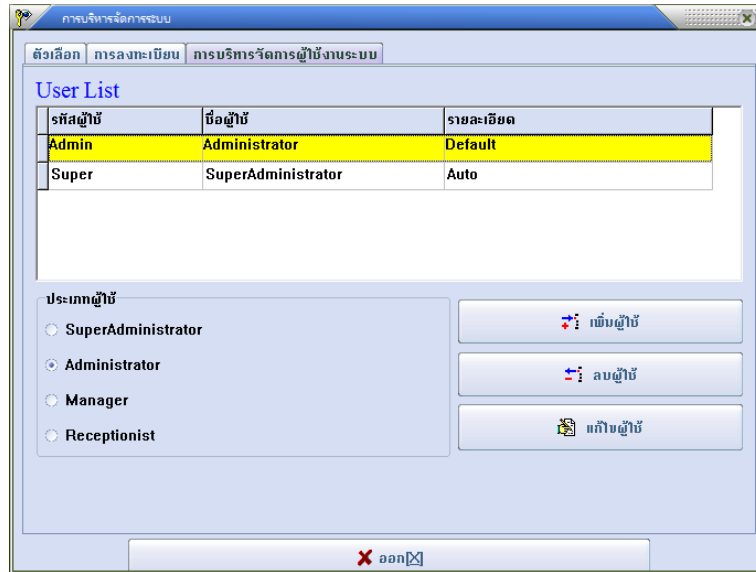 การบริหารจัดการระบบ
ตัวเลือก การลงทะเบียน การบริหารจัดการผู้ใช้งานระบบ
User List
รหัสผู้ใช้ ชื่อผู้ใช้ รายละเอียด
Admin Administrator Default
Super SuperAdministrator Auto
ประเภทผู้ใช้
SuperAdministrator
Administrator
Manager
Receptionist
เพิ่มผู้ใช้
ลบผู้ใช้
แก้ไขผู้ใช้
ออก[X]